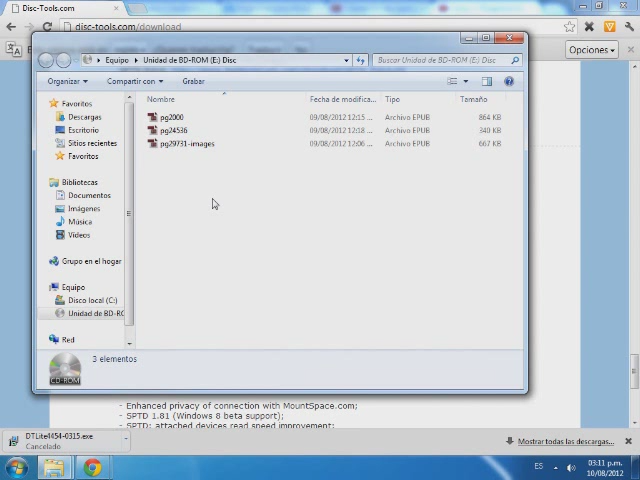 Disc-Tools.com
disc-tools.com/download
Opciones
Equipo Unidad de BD-ROM (E:) Disc
Buscar Unidad de BD-ROM (E:) Disc
Organizar Compartir con Grabar
Nombre Fecha de modifica... Tipo Tamaño
Favoritos
Descargas
Escritorio
Sitios recientes
Favoritos
Bibliotecas
Documentos
Imágenes
Música
Vídeos
Grupo en el hogar
Equipo
Disco local (C:)
Unidad de BD-RO
Red
pg2000 09/08/2012 12:15 ... Archivo EPUB 864 KB
pg24536 09/08/2012 12:18 ... Archivo EPUB 340 KB
pg29731-images 09/08/2012 12:06 ... Archivo EPUB 667 KB
3 elementos
CD-ROM
- Enhanced privacy of connection with MountSpace.com;
- SPTD 1.81 (Windows 8 beta support);
- SPTD: attached devices read speed improvement;
DTLite4454-0315.exe
Cancelado
Mostrar todas las descargas...
ES
03:11 p.m.
10/08/2012